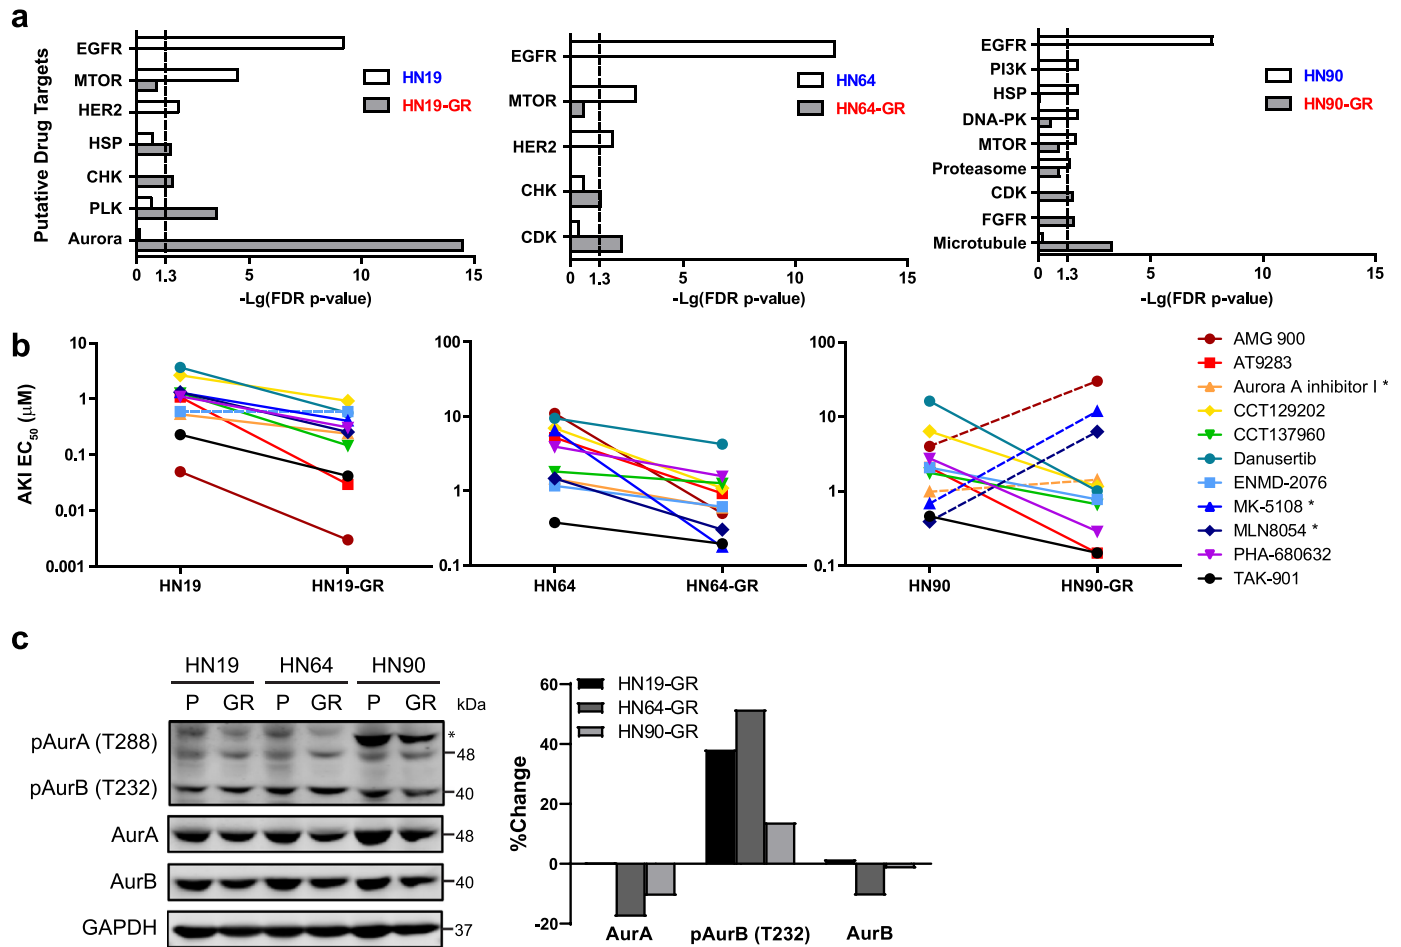 a
Putative Drug Targets
EGFR
MTOR
HER2
HSP
CHK
PLK
Aurora
0
1.3
5
10
15
-Lg(FDR p-value)
HN19
HN19-GR
EGFR
MTOR
HER2
CHK
CDK
0
1.3
5
10
15
-Lg(FDR p-value)
HN64
HN64-GR
EGFR
PI3K
HSP
DNA-PK
MTOR
Proteasome
CDK
FGFR
Microtubule
0
1.3
5
10
15
-Lg(FDR p-value)
HN90
HN90-GR
b
AKI EC50 (μM)
10
1
0.1
0.01
0.001
HN19
HN19-GR
100
10
1
0.1
HN64
HN64-GR
100
10
1
0.1
HN90
HN90-GR
AMG 900
AT9283
Aurora A inhibitor I *
CCT129202
CCT137960
Danusertib
ENMD-2076
MK-5108 *
MLN8054 *
PHA-680632
TAK-901
c
HN19 HN64 HN90
P GR P GR P GR kDa
pAurA (T288)
*
48
pAurB (T232)
40
AurA
48
AurB
40
GAPDH
37
%Change
60
40
20
0
-20
HN19-GR
HN64-GR
HN90-GR
AurA
pAurB (T232)
AurB